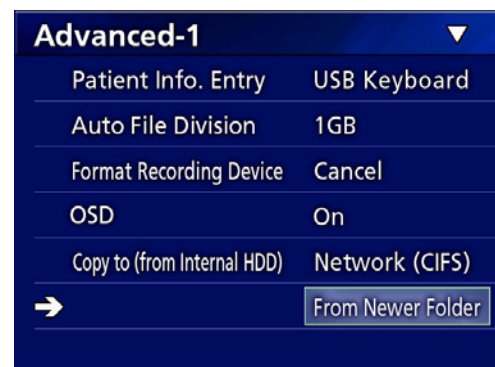 Advanced-1 ▼
Patient Info. Entry USB Keyboard
Auto File Division 1GB
Format Recording Device Cancel
OSD On
Copy to (from Internal HDD) Network (CIFS)
➔ From Newer Folder